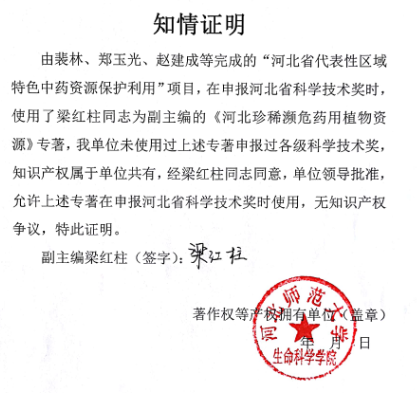 知情证明
由裴林、郑玉光、赵建成等完成的“河北省代表性区域
特色中药资源保护利用”项目，在申报河北省科学技术奖时，
使用了梁红柱同志为副主编的《河北珍稀濒危药用植物资
源》专著，我单位未使用过上述专著申报过各级科学技术奖，
知识产权属于单位共有，经梁红柱同志同意，单位领导批准，
允许上述专著在申报河北省科学技术奖时使用，无知识产权
争议，特此证明。
副主编梁红柱（签字）：梁红柱
著作权等产权拥有单位（盖章）
年 月 日
河北师范大学
生命科学学院